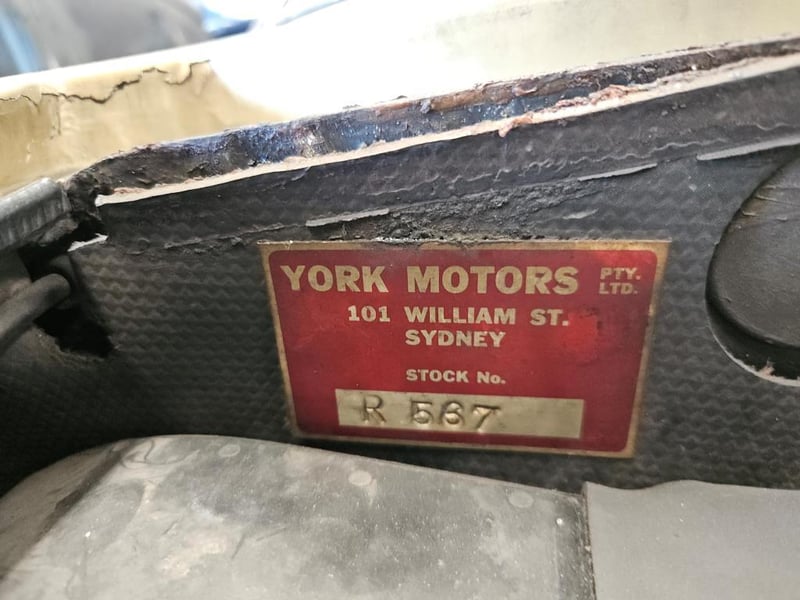 YORK MOTORS PTY. LTD.
101 WILLIAM ST.
SYDNEY
STOCK No.
R 567